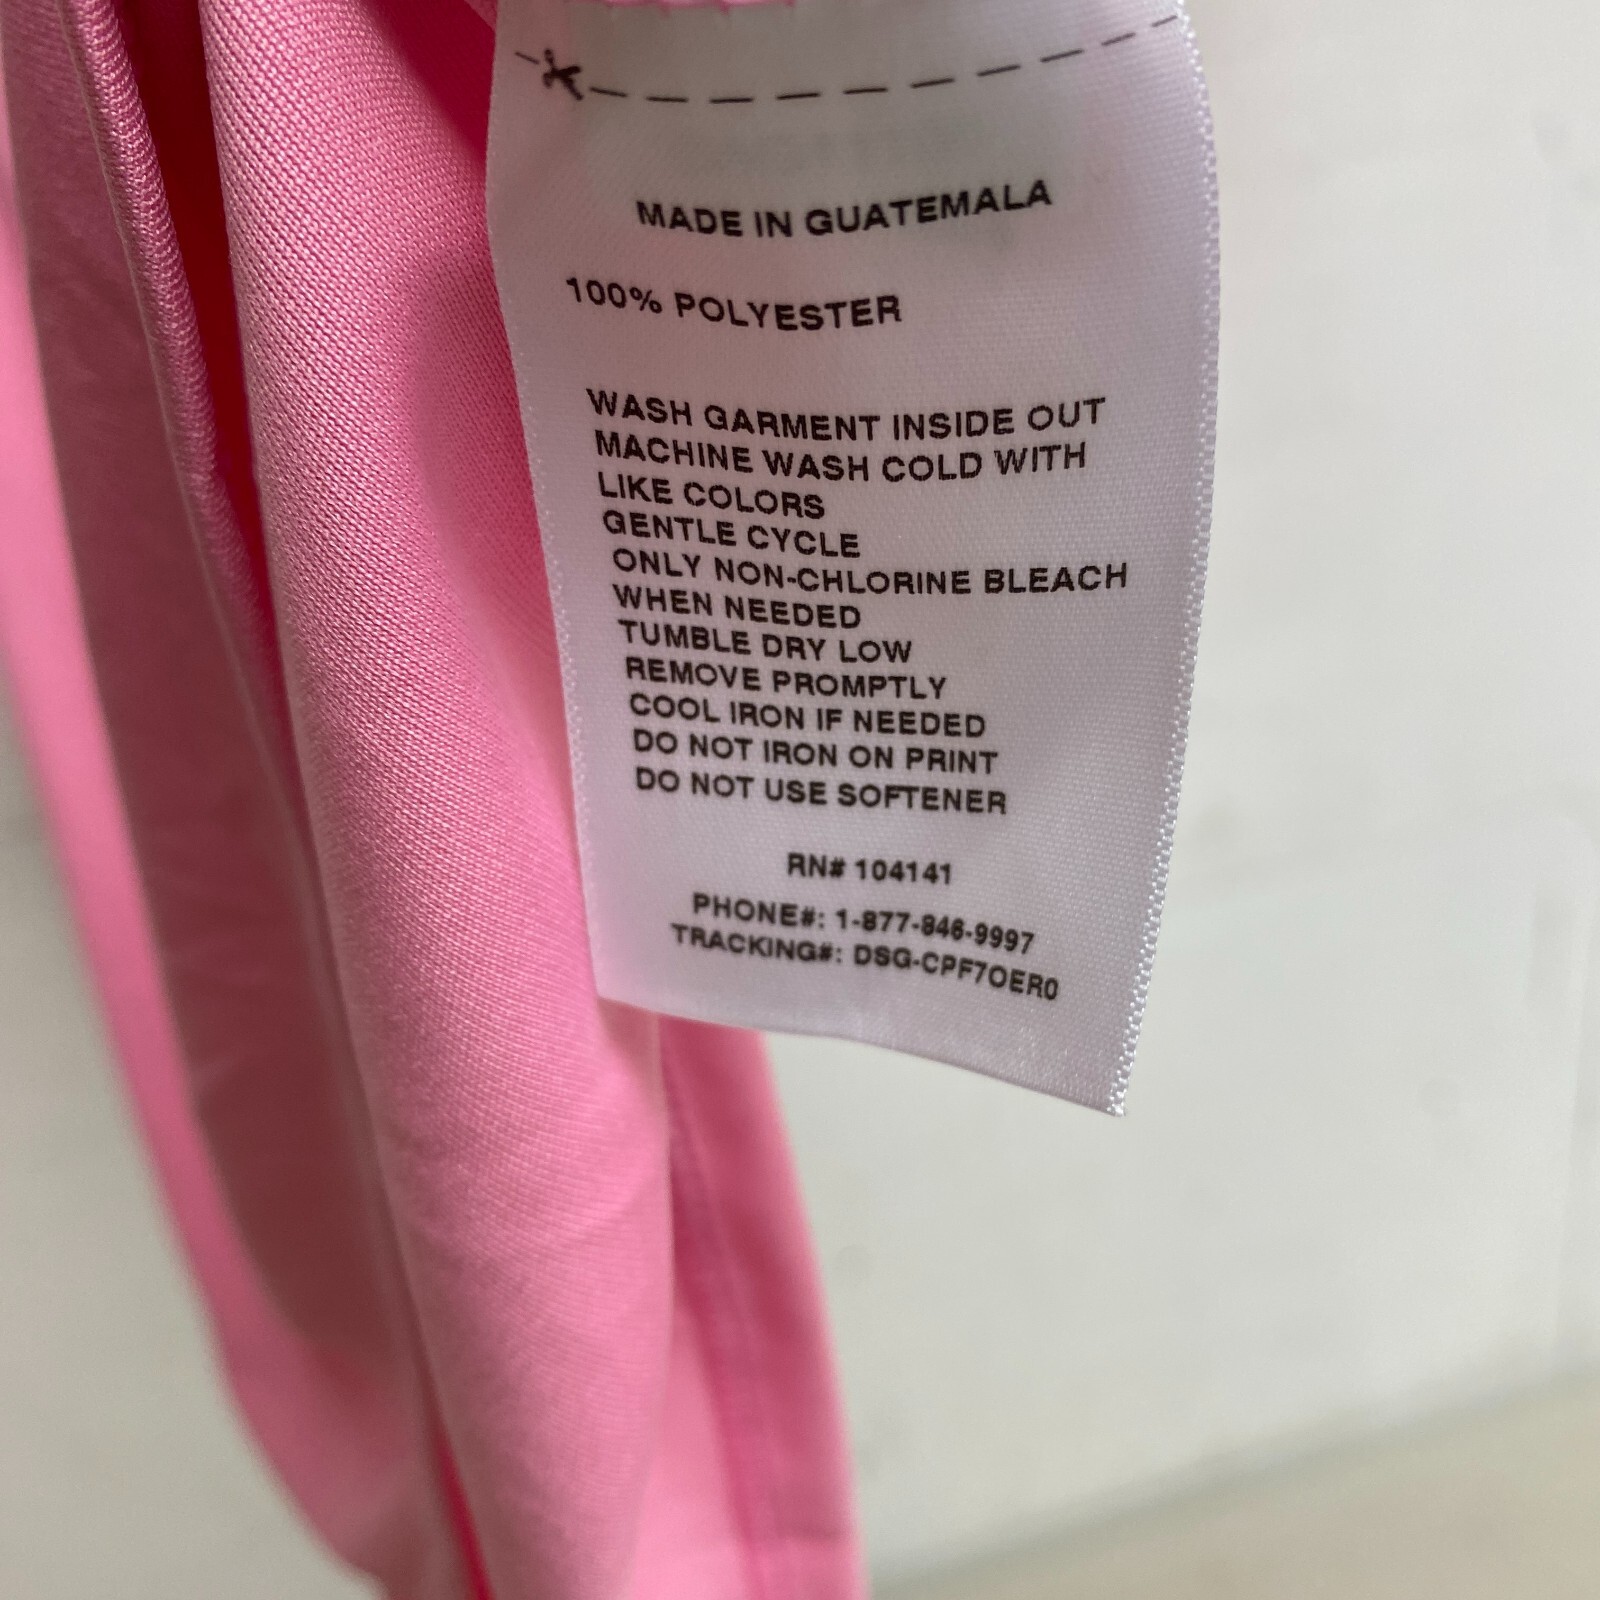 MADE IN GUATEMALA
100% POLYESTER
WASH GARMENT INSIDE OUT
MACHINE WASH COLD WITH
LIKE COLORS
GENTLE CYCLE
ONLY NON-CHLORINE BLEACH
WHEN NEEDED
TUMBLE DRY LOW
REMOVE PROMPTLY
COOL IRON IF NEEDED
DO NOT IRON ON PRINT
DO NOT USE SOFTENER
RN# 104141
PHONE#: 1-877-846-9997
TRACKING#: DSG-CPF7OER0